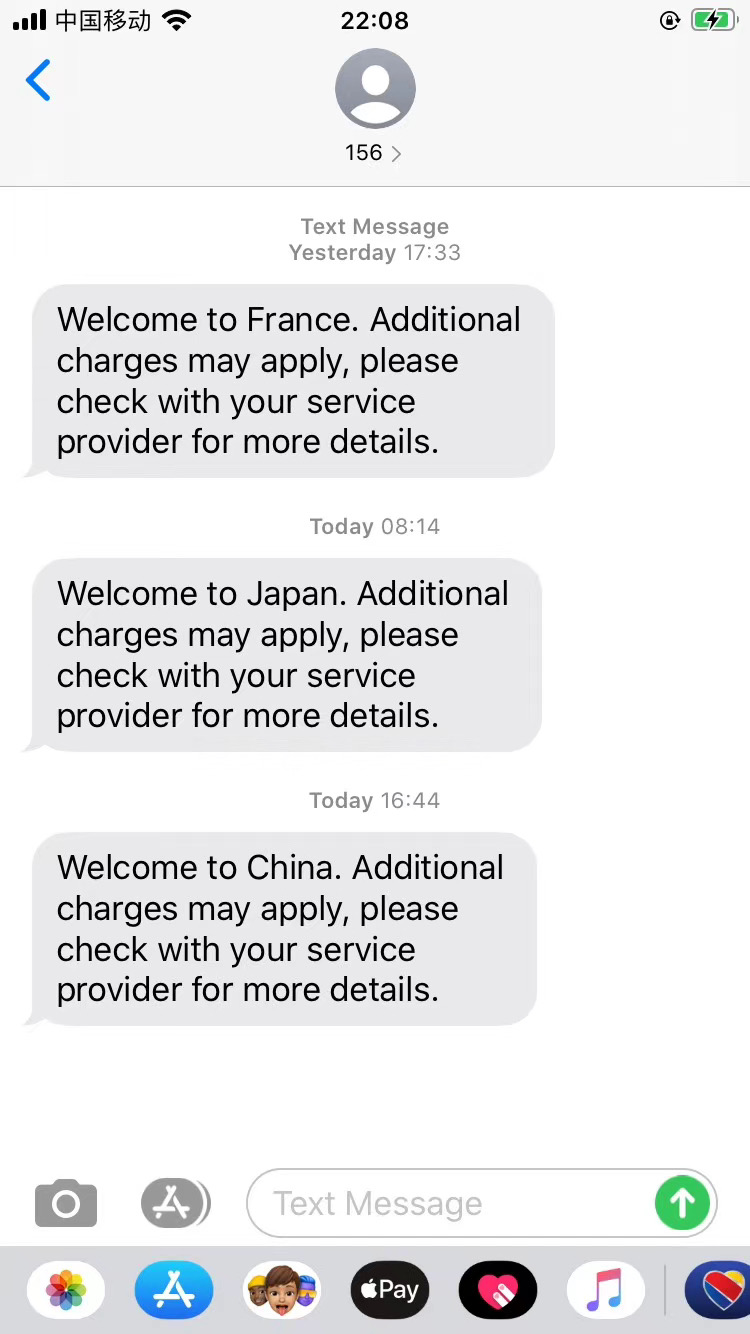 中国移动 22:08
156
Text Message
Yesterday 17:33
Welcome to France. Additional
charges may apply, please
check with your service
provider for more details.
Today 08:14
Welcome to Japan. Additional
charges may apply, please
check with your service
provider for more details.
Today 16:44
Welcome to China. Additional
charges may apply, please
check with your service
provider for more details.
Text Message
Pay